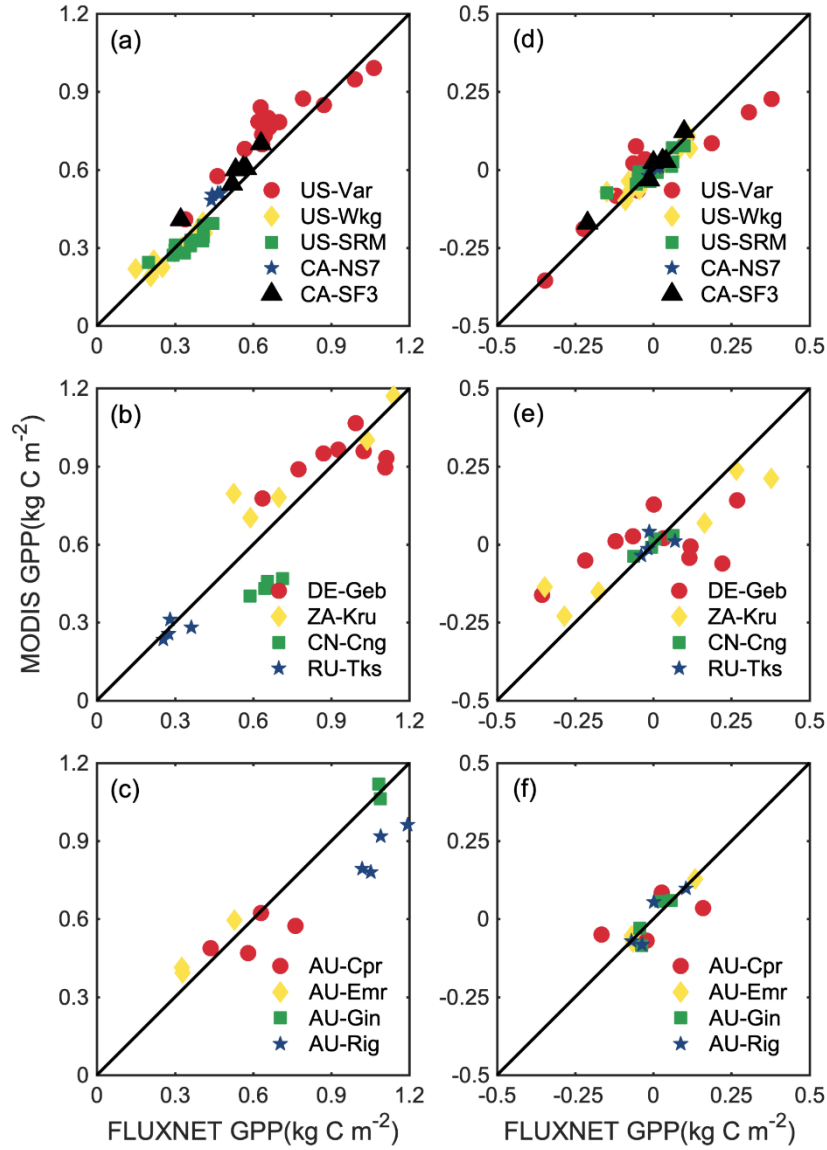 (a)
1.2
0.9
0.6
0.3
0
US-Var
US-Wkg
US-SRM
CA-NS7
CA-SF3
0 0.3 0.6 0.9 1.2
(d)
0.5
0.25
0
-0.25
-0.5
US-Var
US-Wkg
US-SRM
CA-NS7
CA-SF3
-0.5 -0.25 0 0.25 0.5
MODIS GPP(kg C m-2)
(b)
1.2
0.9
0.6
0.3
0
DE-Geb
ZA-Kru
CN-Cng
RU-Tks
0 0.3 0.6 0.9 1.2
(e)
0.5
0.25
0
-0.25
-0.5
DE-Geb
ZA-Kru
CN-Cng
RU-Tks
-0.5 -0.25 0 0.25 0.5
(c)
1.2
0.9
0.6
0.3
0
AU-Cpr
AU-Emr
AU-Gin
AU-Rig
0 0.3 0.6 0.9 1.2
FLUXNET GPP(kg C m-2)
(f)
0.5
0.25
0
-0.25
-0.5
AU-Cpr
AU-Emr
AU-Gin
AU-Rig
-0.5 -0.25 0 0.25 0.5
FLUXNET GPP(kg C m-2)